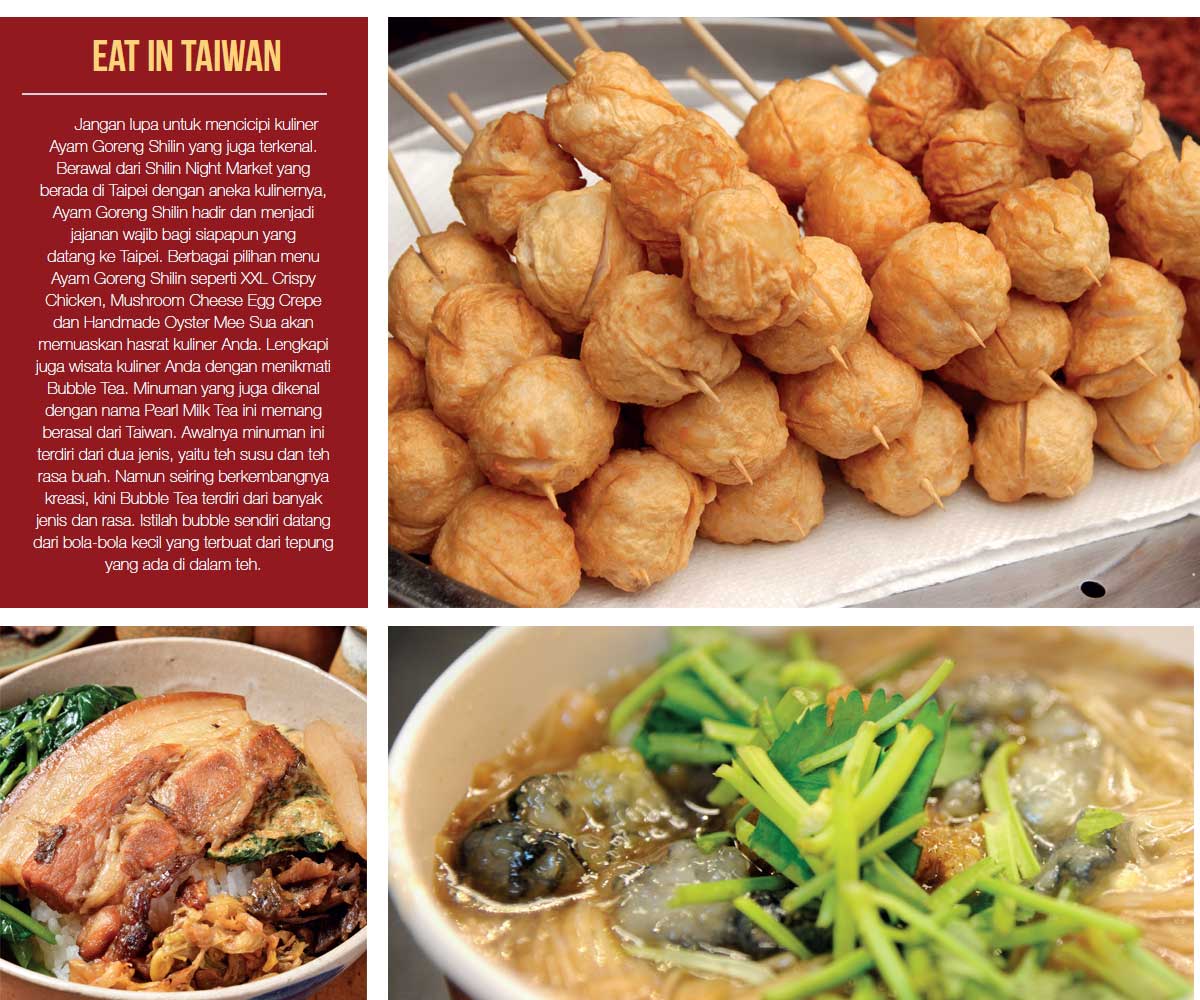 EAT IN TAIWAN
Jangan lupa untuk mencicipi kuliner
Ayam Goreng Shilin yang juga terkenal.
Berawal dari Shilin Night Market yang
berada di Taipei dengan aneka kulinernya,
Ayam Goreng Shilin hadir dan menjadi
jajanan wajib bagi siapapun yang
datang ke Taipei. Berbagai pilihan menu
Ayam Goreng Shilin seperti XXL Crispy
Chicken, Mushroom Cheese Egg Crepe
dan Handmade Oyster Mee Sua akan
memuaskan hasrat kuliner Anda. Lengkapi
juga wisata kuliner Anda dengan menikmati
Bubble Tea. Minuman yang juga dikenal
dengan nama Pearl Milk Tea ini memang
berasal dari Taiwan. Awalnya minuman ini
terdiri dari dua jenis, yaitu teh susu dan teh
rasa buah. Namun seiring berkembangnya
kreasi, kini Bubble Tea terdiri dari banyak
jenis dan rasa. Istilah bubble sendiri datang
dari bola-bola kecil yang terbuat dari tepung
yang ada di dalam teh.